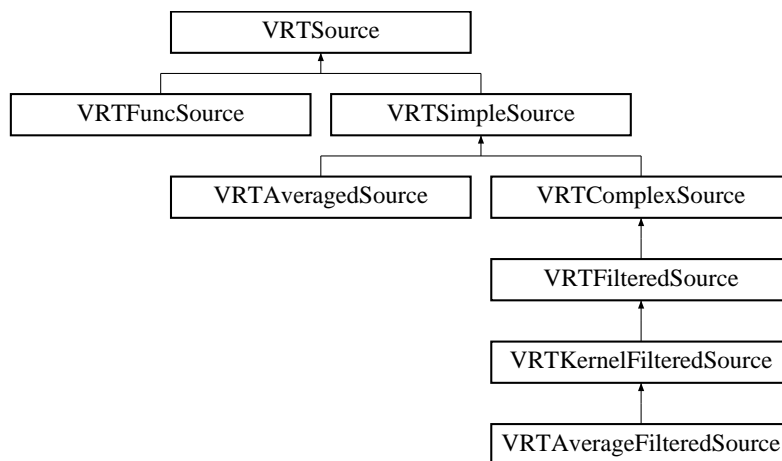 VRTSource
VRTFuncSource
VRTSimpleSource
VRTAveragedSource
VRTComplexSource
VRTFilteredSource
VRTKernelFilteredSource
VRTAverageFilteredSource